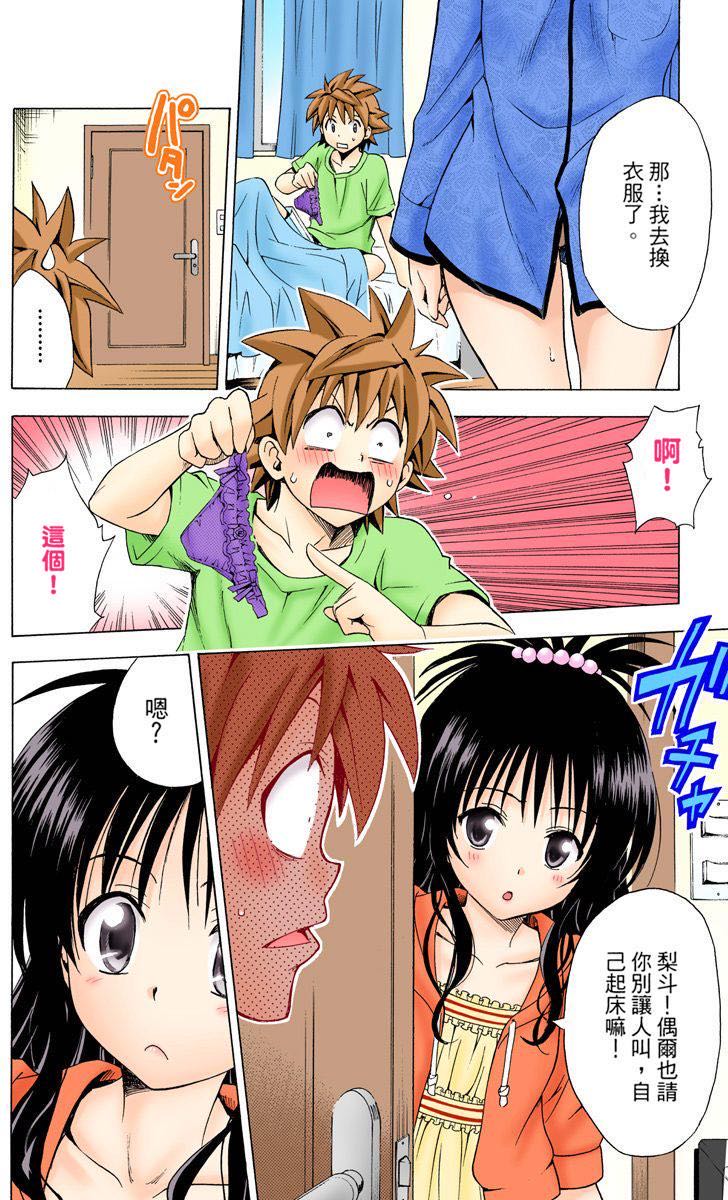 那…我去換
衣服了。
パタン
………
啊！
這個！
ガチャ
梨斗！偶爾也請
你別讓人叫，自
己起床嘛！
嗯？